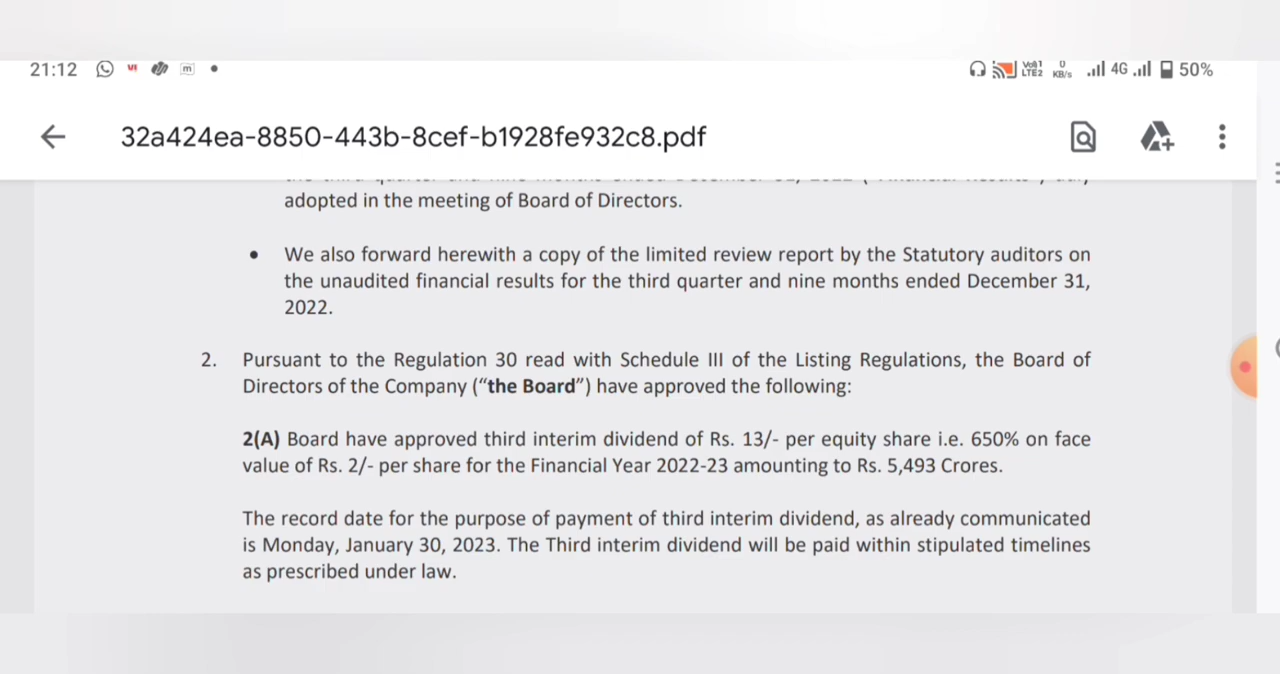 21:12
Vo)) 1
LTE2
0
KB/s
4G
50%
32a424ea-8850-443b-8cef-b1928fe932c8.pdf
adopted in the meeting of Board of Directors.
• We also forward herewith a copy of the limited review report by the Statutory auditors on
the unaudited financial results for the third quarter and nine months ended December 31,
2022.
2. Pursuant to the Regulation 30 read with Schedule III of the Listing Regulations, the Board of
Directors of the Company (“the Board”) have approved the following:
2(A) Board have approved third interim dividend of Rs. 13/- per equity share i.e. 650% on face
value of Rs. 2/- per share for the Financial Year 2022-23 amounting to Rs. 5,493 Crores.
The record date for the purpose of payment of third interim dividend, as already communicated
is Monday, January 30, 2023. The Third interim dividend will be paid within stipulated timelines
as prescribed under law.